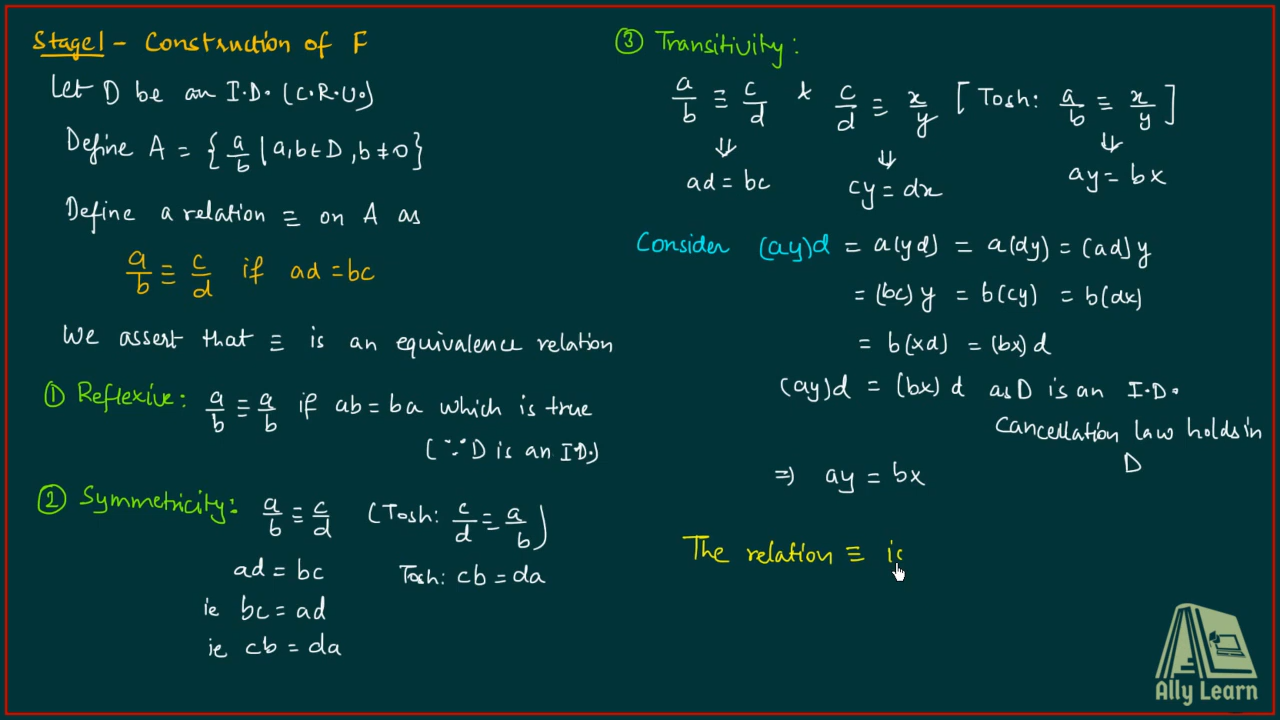 Stage1 - Construction of F
Let D be an I.D. (C.R.U.)
Define A = { a/b | a,b ∈ D, b ≠ 0 }
Define a relation ≡ on A as
a/b ≡ c/d if ad = bc
We assert that ≡ is an equivalence relation
① Reflexive: a/b ≡ a/b if ab = ba which is true
(∵ D is an I.D.)
② Symmetricity: a/b ≡ c/d (Tosh: c/d ≡ a/b)
ad = bc Tosh: cb = da
ie bc = ad
ie cb = da
③ Transitivity:
a/b ≡ c/d & c/d ≡ x/y [Tosh: a/b ≡ x/y]
⇓ ⇓ ⇓
ad = bc cy = dx ay = bx
Consider (ay)d = a(yd) = a(dy) = (ad)y
= (bc)y = b(cy) = b(dx)
= b(xd) = (bx)d
(ay)d = (bx)d as D is an I.D.
Cancellation law holds in
D
⇒ ay = bx
The relation ≡ is
Ally Learn